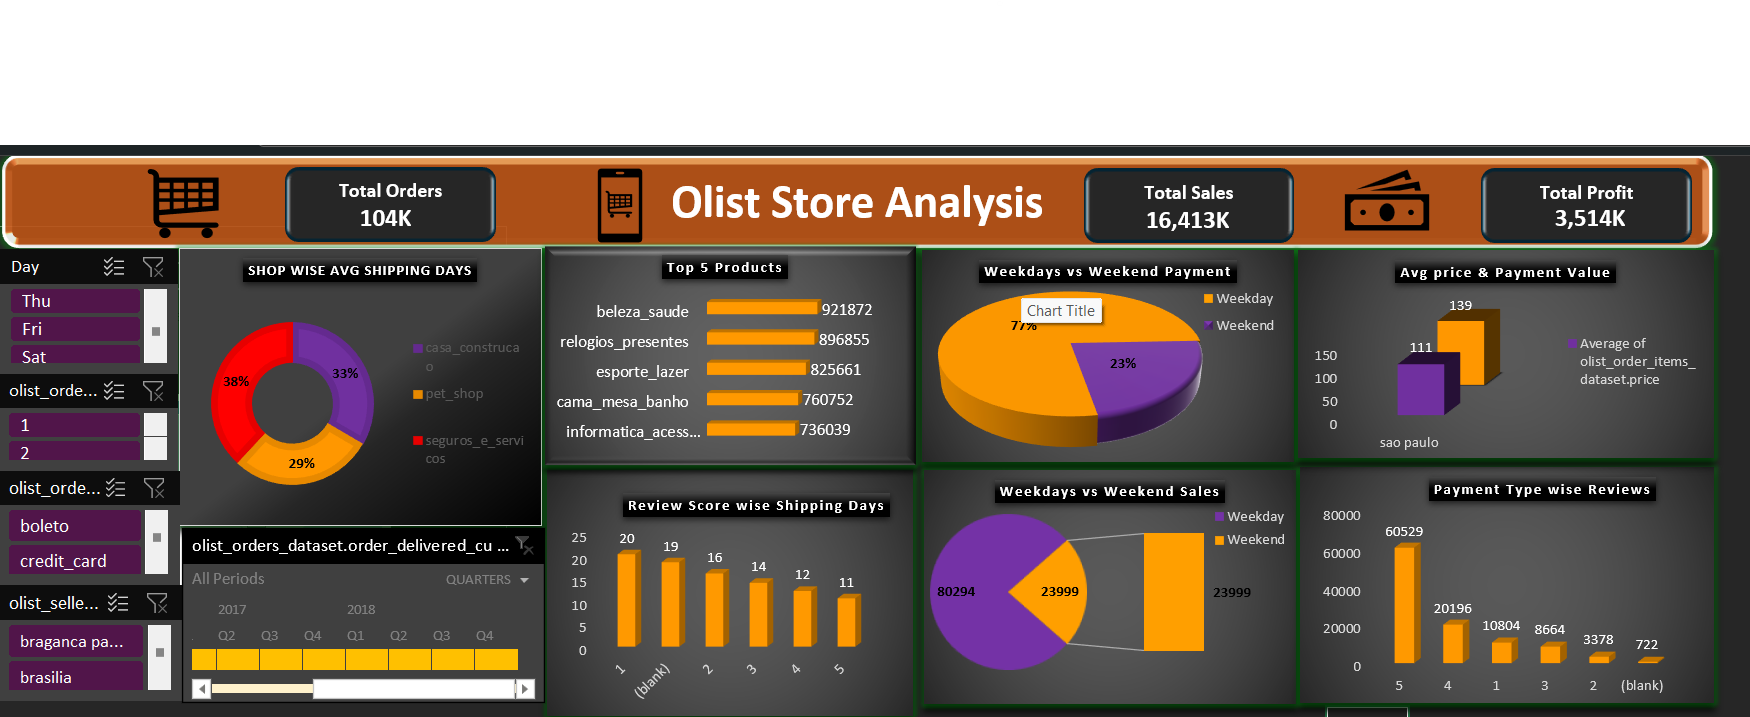 Total Orders
104K
Olist Store Analysis
Total Sales
16,413K
Total Profit
3,514K
Day
Thu
Fri
Sat
olist_orde...
1
2
olist_orde...
boleto
credit_card
olist_selle...
braganca pa...
brasilia
SHOP WISE AVG SHIPPING DAYS
38%
33%
29%
casa_construca
o
pet_shop
seguros_e_servi
cos
olist_orders_dataset.order_delivered_cu ...
All Periods
QUARTERS
2017 2018
Q2 Q3 Q4 Q1 Q2 Q3 Q4
Top 5 Products
beleza_saude 921872
relogios_presentes 896855
esporte_lazer 825661
cama_mesa_banho 760752
informatica_acess... 736039
Review Score wise Shipping Days
25
20
15
10
5
0
20 19 16 14 12 11
1 (blank) 2 3 4 5
Weekdays vs Weekend Payment
Chart Title
77%
23%
Weekday
Weekend
Weekdays vs Weekend Sales
Weekday
Weekend
80294
23999
23999
Avg price & Payment Value
139
111
150
100
50
0
sao paulo
Average of
olist_order_items_
dataset.price
Payment Type wise Reviews
80000
60000
40000
20000
0
60529 20196 10804 8664 3378 722
5 4 1 3 2 (blank)